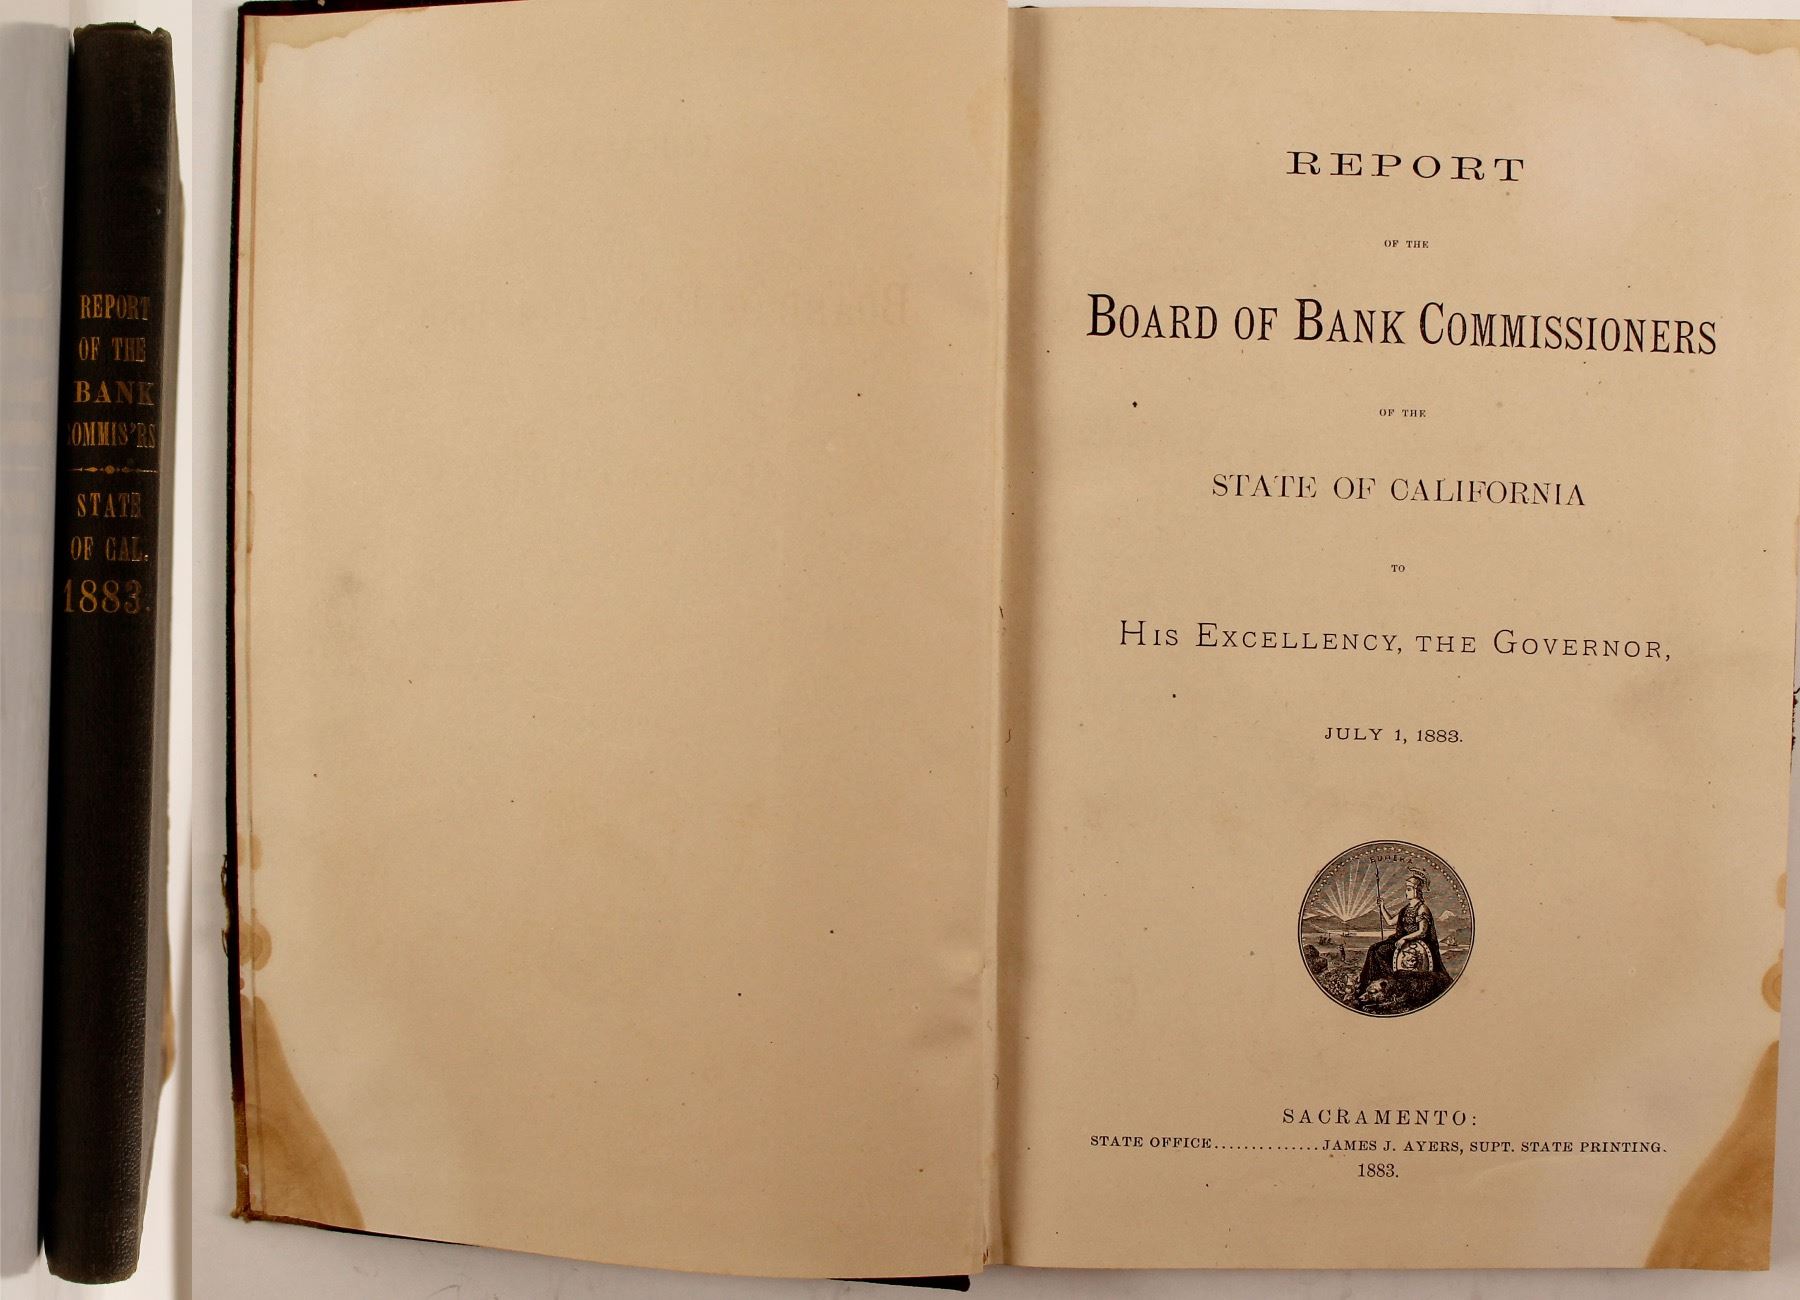 REPORT
OF THE
BANK
COMMIS'RS
STATE
OF CAL.
1883.
REPORT
OF THE
BOARD OF BANK COMMISSIONERS
OF THE
STATE OF CALIFORNIA
TO
HIS EXCELLENCY, THE GOVERNOR,
JULY 1, 1883.
EUREKA
SACRAMENTO:
STATE OFFICE.............JAMES J. AYERS, SUPT. STATE PRINTING.
1883.